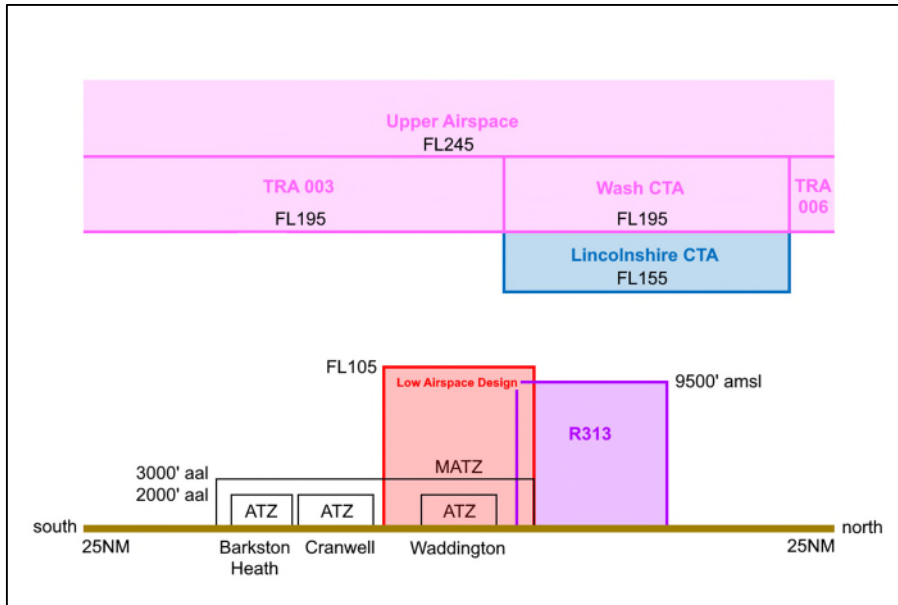 Upper Airspace
FL245
TRA 003
Wash CTA
TRA
006
FL195
FL195
Lincolnshire CTA
FL155
FL105
Low Airspace Design
9500' amsl
R313
3000' aal
MATZ
2000' aal
ATZ
ATZ
ATZ
south
north
25NM
Barkston
Heath
Cranwell
Waddington
25NM